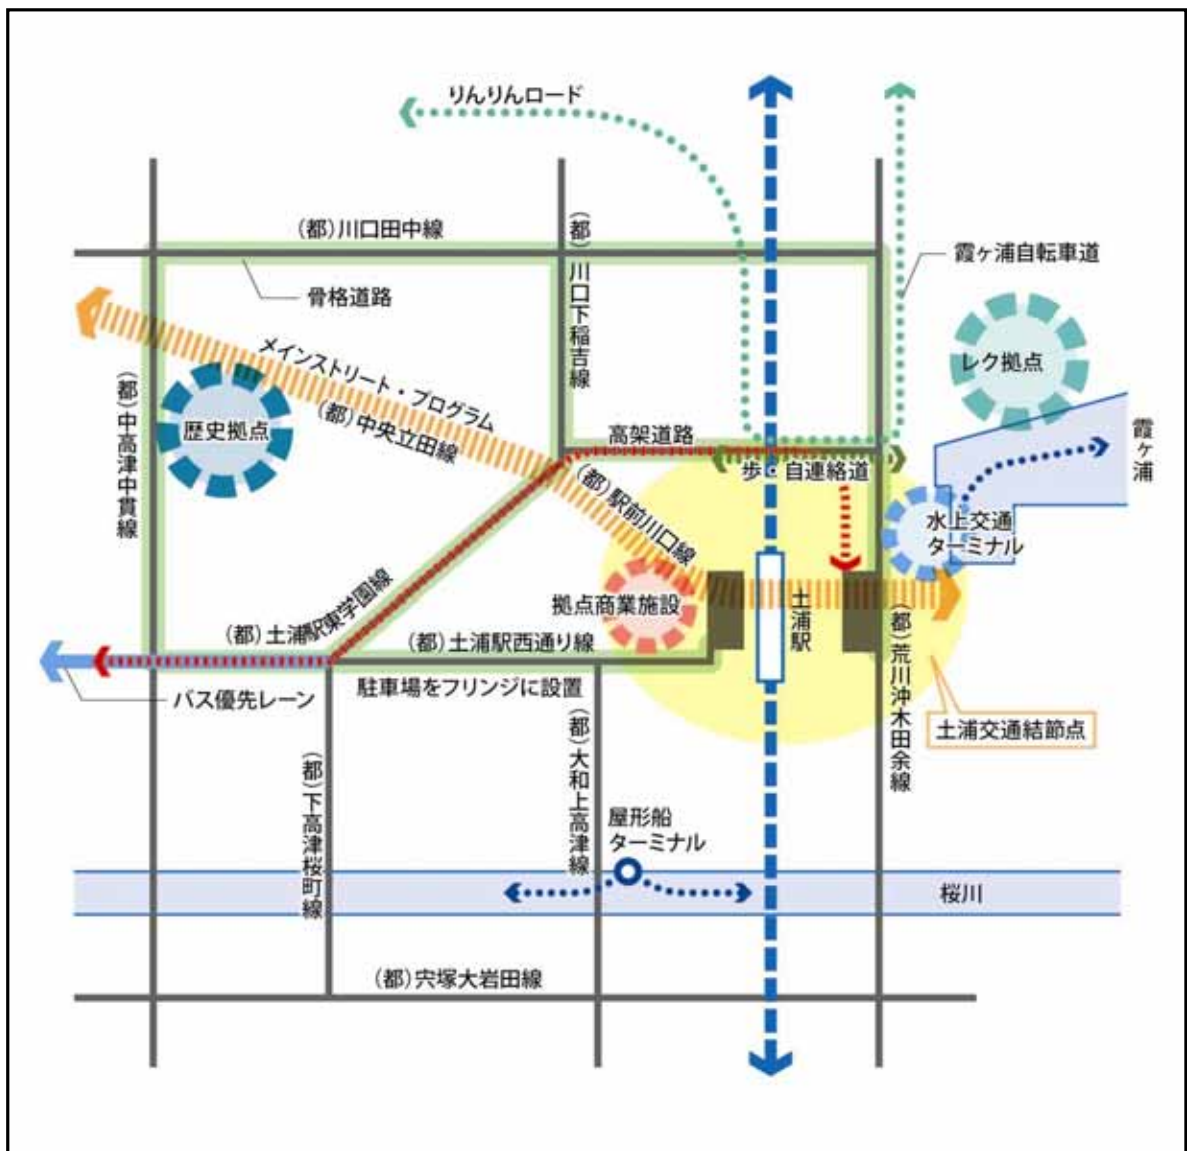 りんりんロード
(都)川口田中線
(都)川口下稲吉線
霞ヶ浦自転車道
骨格道路
レク拠点
メインストリート・プログラム
(都)中央立田線
(都)中高津中貫線
歴史拠点
高架道路
歩・自連絡道
霞ヶ浦
(都)駅前川口線
水上交通
ターミナル
拠点商業施設
土浦駅
(都)土浦駅東学園線
(都)土浦駅西通り線
(都)荒川沖木田余線
バス優先レーン
駐車場をフリンジに設置
土浦交通結節点
(都)下高津桜町線
(都)大和上高津線
屋形船
ターミナル
桜川
(都)宍塚大岩田線